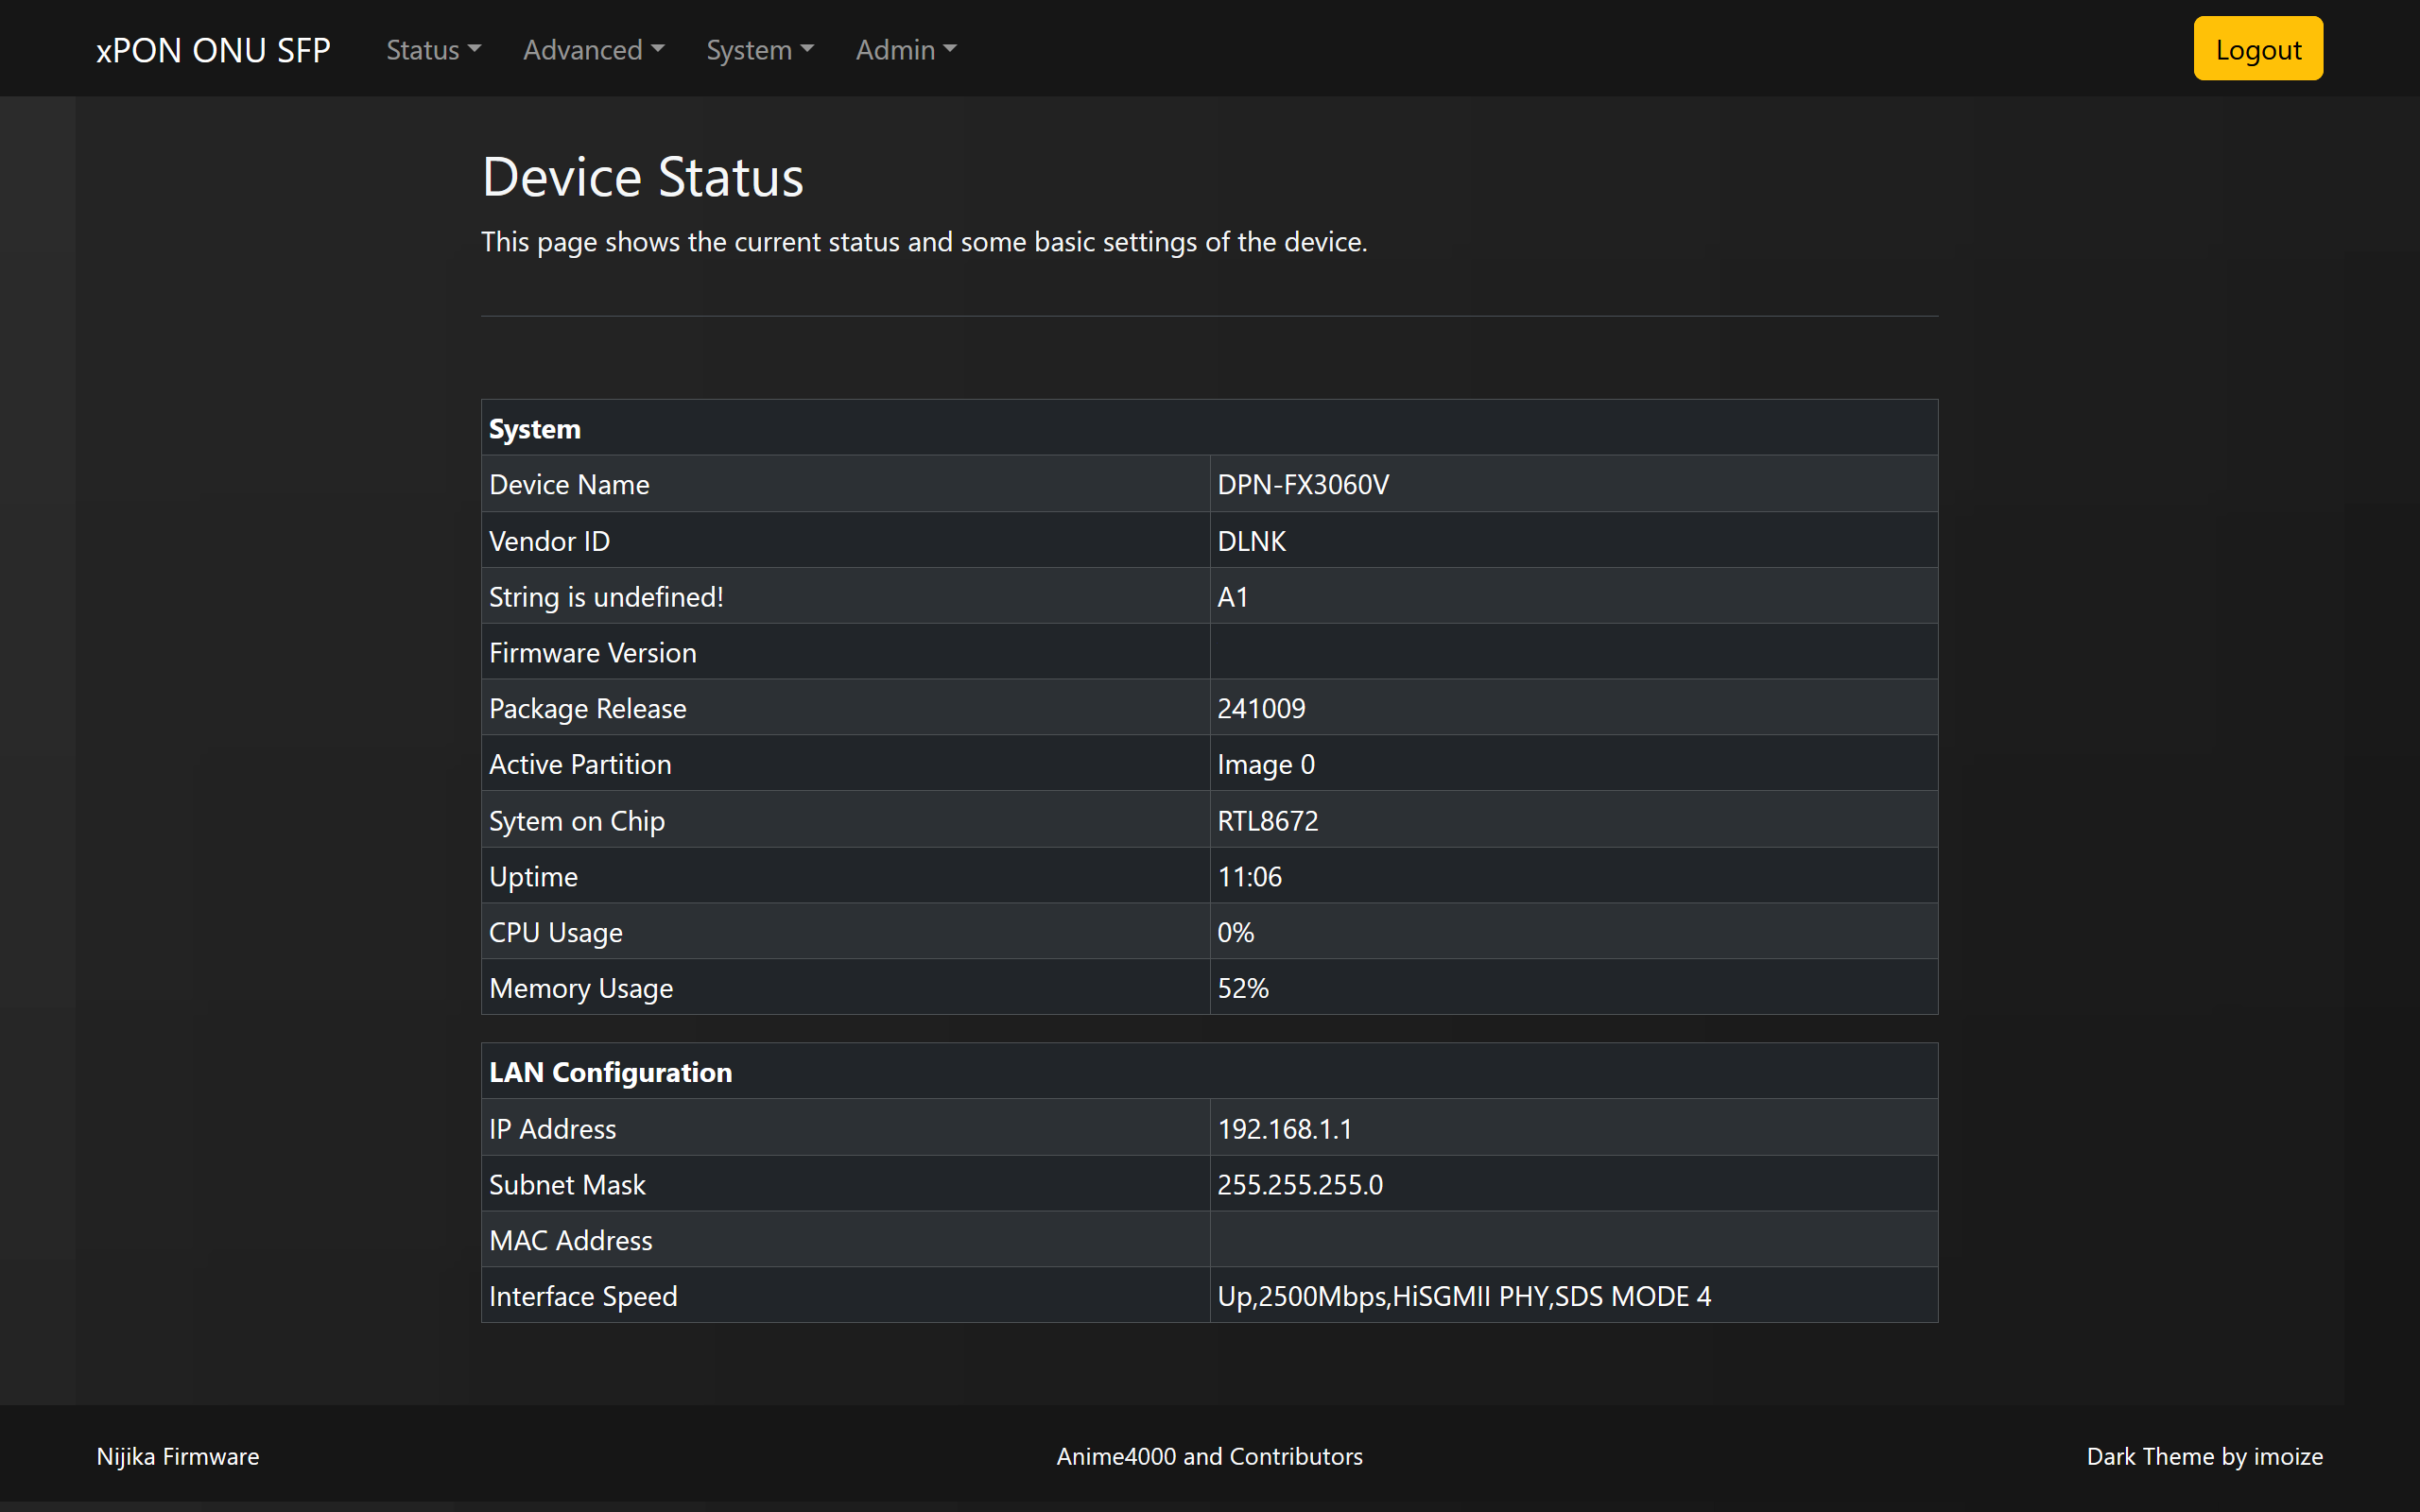 xPON ONU SFP Status Advanced System Admin Logout
Device Status
This page shows the current status and some basic settings of the device.
System
Device Name DPN-FX3060V
Vendor ID DLNK
String is undefined! A1
Firmware Version
Package Release 241009
Active Partition Image 0
Sytem on Chip RTL8672
Uptime 11:06
CPU Usage 0%
Memory Usage 52%
LAN Configuration
IP Address 192.168.1.1
Subnet Mask 255.255.255.0
MAC Address
Interface Speed Up,2500Mbps,HiSGMII PHY,SDS MODE 4
Nijika Firmware Anime4000 and Contributors Dark Theme by imoize